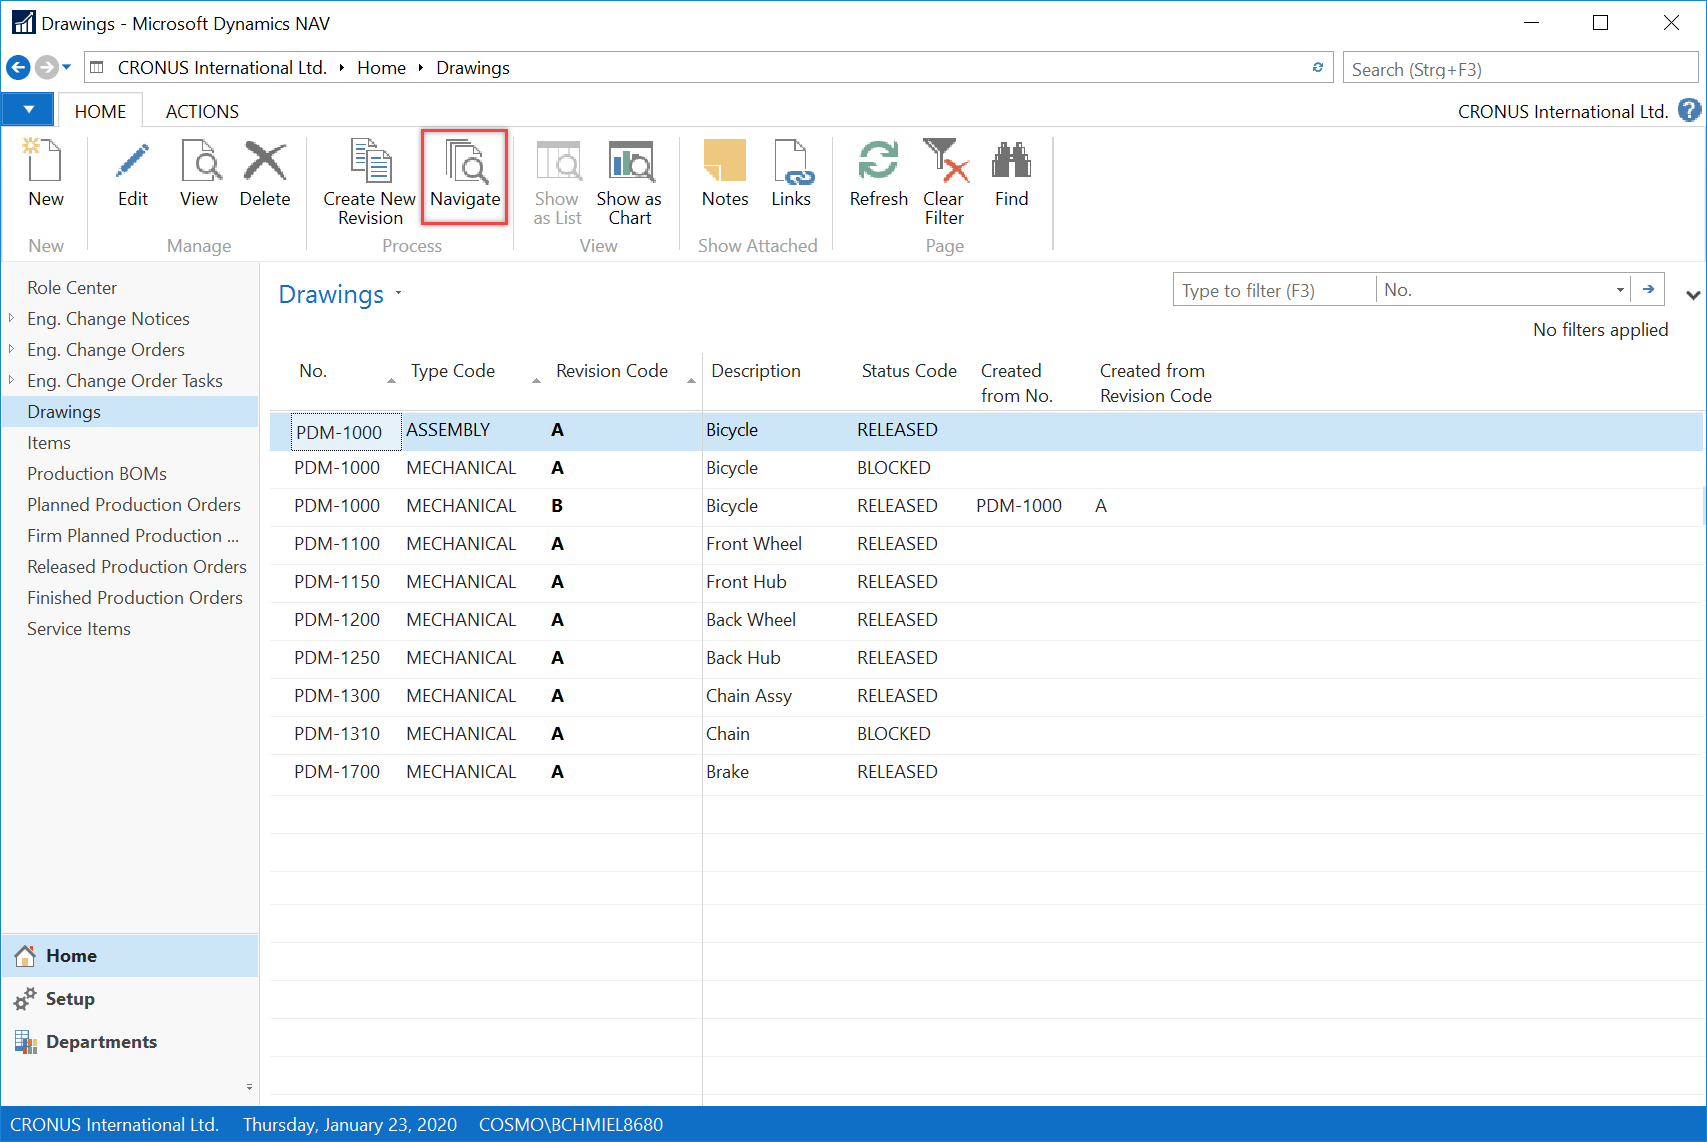 Drawings - Microsoft Dynamics NAV
CRONUS International Ltd. Home Drawings
Search (Strg+F3)
HOME ACTIONS
CRONUS International Ltd. ?
New
Edit View Delete
Create New Revision
Navigate
Show as List
Show as Chart
Notes Links
Refresh
Clear Filter
Find
New Manage Process View Show Attached Page
Role Center
Eng. Change Notices
Eng. Change Orders
Eng. Change Order Tasks
Drawings
Items
Production BOMs
Planned Production Orders
Firm Planned Production ...
Released Production Orders
Finished Production Orders
Service Items
Home
Setup
Departments
Drawings
Type to filter (F3) No.
No filters applied
No. Type Code Revision Code Description Status Code Created from No. Created from Revision Code
PDM-1000 ASSEMBLY A Bicycle RELEASED
PDM-1000 MECHANICAL A Bicycle BLOCKED
PDM-1000 MECHANICAL B Bicycle RELEASED PDM-1000 A
PDM-1100 MECHANICAL A Front Wheel RELEASED
PDM-1150 MECHANICAL A Front Hub RELEASED
PDM-1200 MECHANICAL A Back Wheel RELEASED
PDM-1250 MECHANICAL A Back Hub RELEASED
PDM-1300 MECHANICAL A Chain Assy RELEASED
PDM-1310 MECHANICAL A Chain BLOCKED
PDM-1700 MECHANICAL A Brake RELEASED
CRONUS International Ltd. Thursday, January 23, 2020 COSMO\BCHMIEL8680